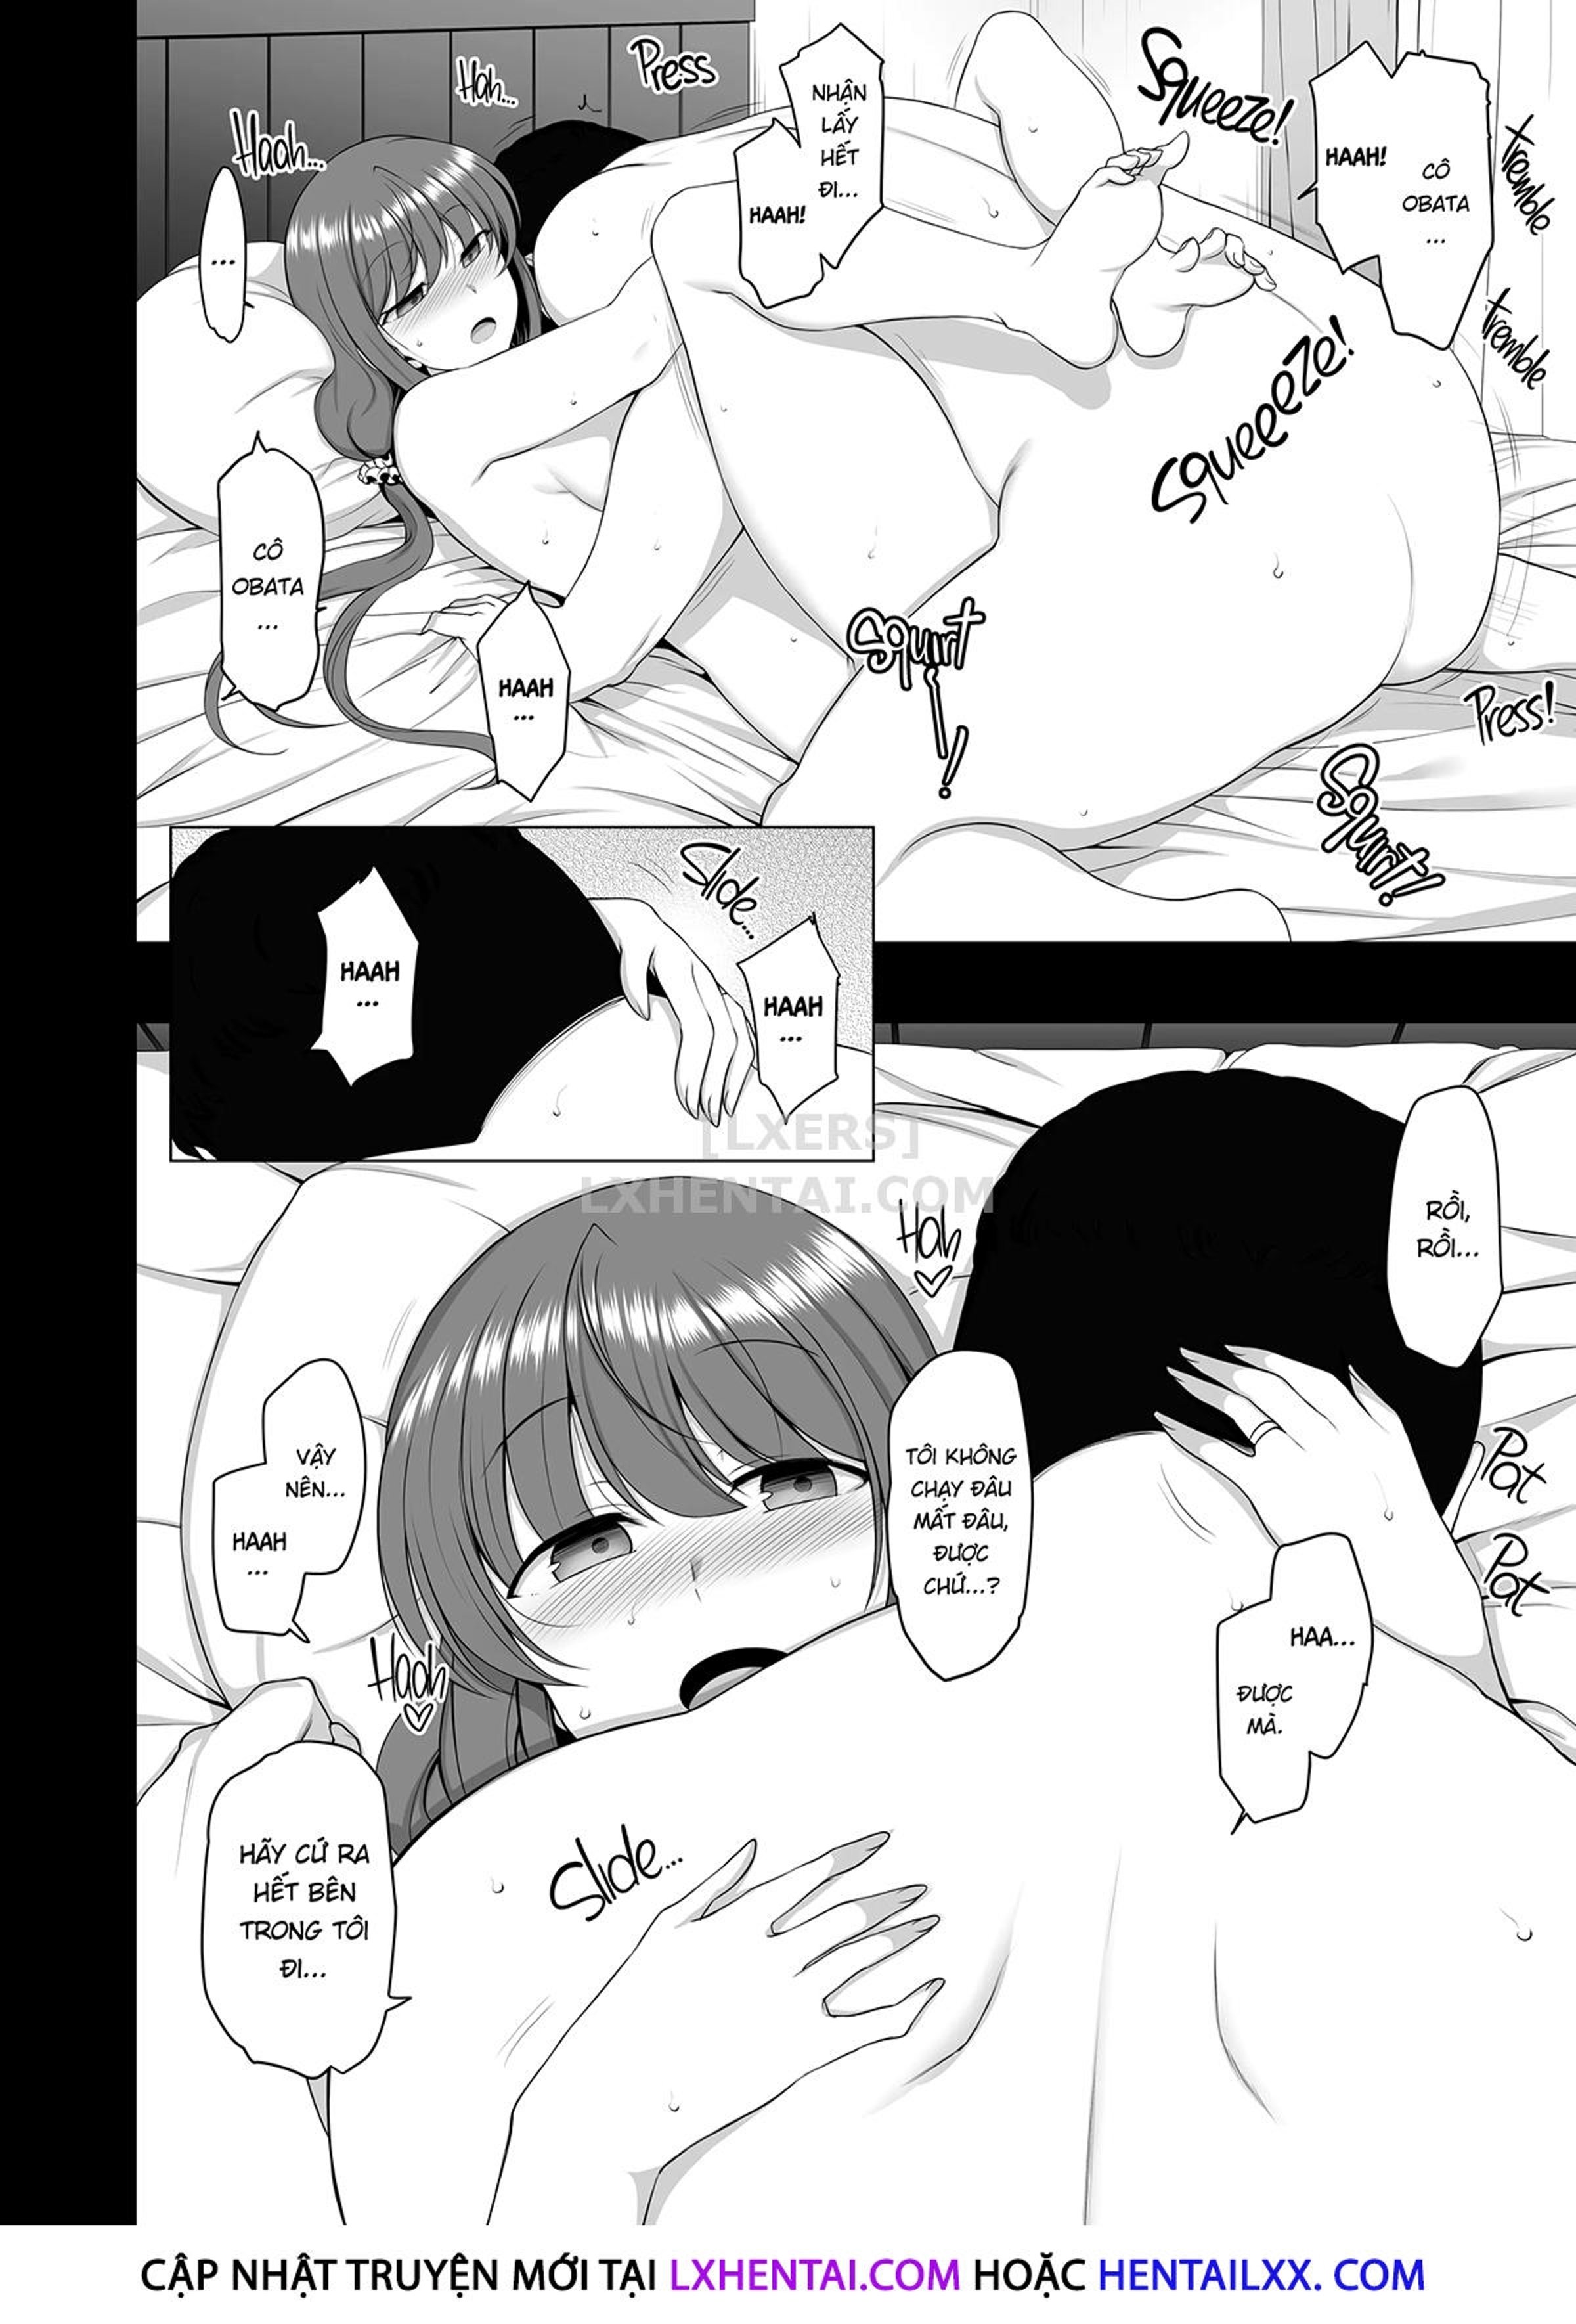 Squeeze!
HAAH!
CÔ
OBATA
...
Tremble
Tremble
Press
NHẬN
LẤY
HẾT
ĐI...
HAAH!
Hah...
Haah...
...
Squeeeze!
CÔ
OBATA
...
HAAH
...
Squirt!
Press!
Squirt!
Slide...
HAAH
...
HAAH
...
[LXERS]
LXHENTAI.COM
RỒI,
RỒI...
Hah
TÔI KHÔNG
CHẠY ĐÂU
MẤT ĐÂU,
ĐƯỢC
CHỨ...?
VẬY
NÊN...
HAAH
...
Pat
Pat
HAA...
ĐƯỢC
MÀ.
Haah
HÃY CỨ RA
HẾT BÊN
TRONG TÔI
ĐI...
Slide...
CẬP NHẬT TRUYỆN MỚI TẠI LXHENTAI.COM HOẶC HENTAILXX. COM